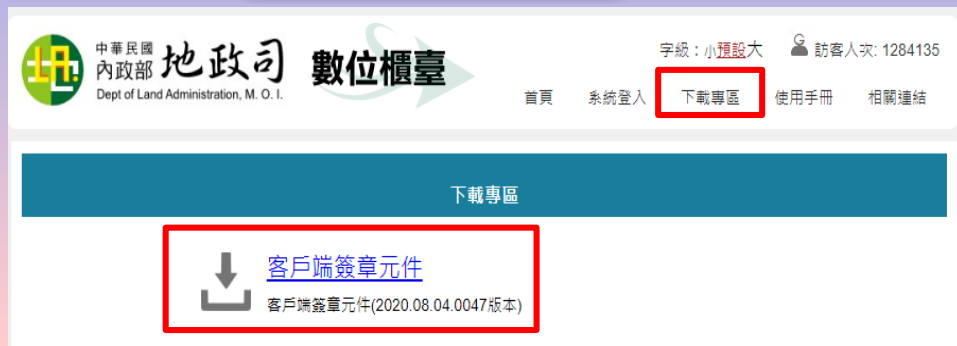 中華民國
內政部 地政司 數位櫃臺
Dept of Land Administration, M. O. I.
字級：小預設大 G 訪客人次: 1284135
首頁 系統登入 下載專區 使用手冊 相關連結
下載專區
客戶端簽章元件
客戶端簽章元件(2020.08.04.0047版本)